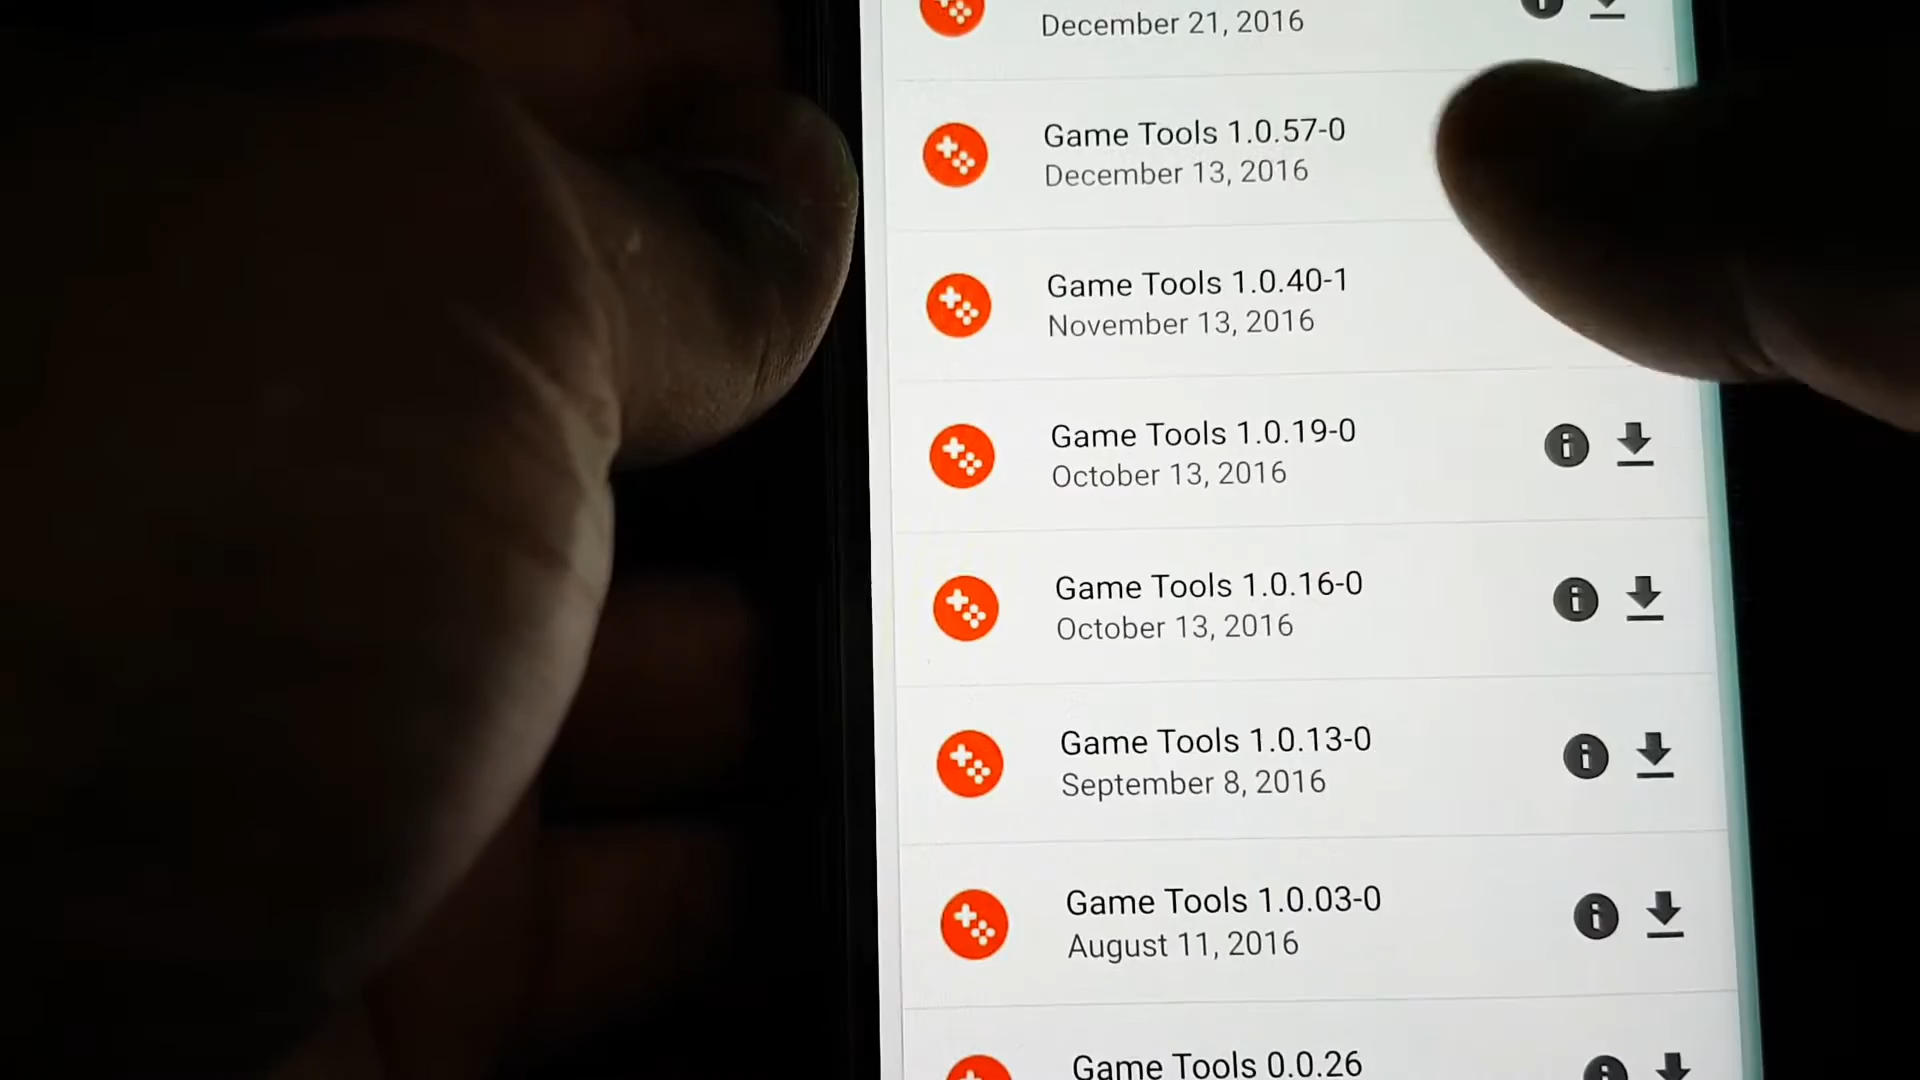 December 21, 2016
Game Tools 1.0.57-0
December 13, 2016
Game Tools 1.0.40-1
November 13, 2016
Game Tools 1.0.19-0
October 13, 2016
Game Tools 1.0.16-0
October 13, 2016
Game Tools 1.0.13-0
September 8, 2016
Game Tools 1.0.03-0
August 11, 2016
Game Tools 0.0.26